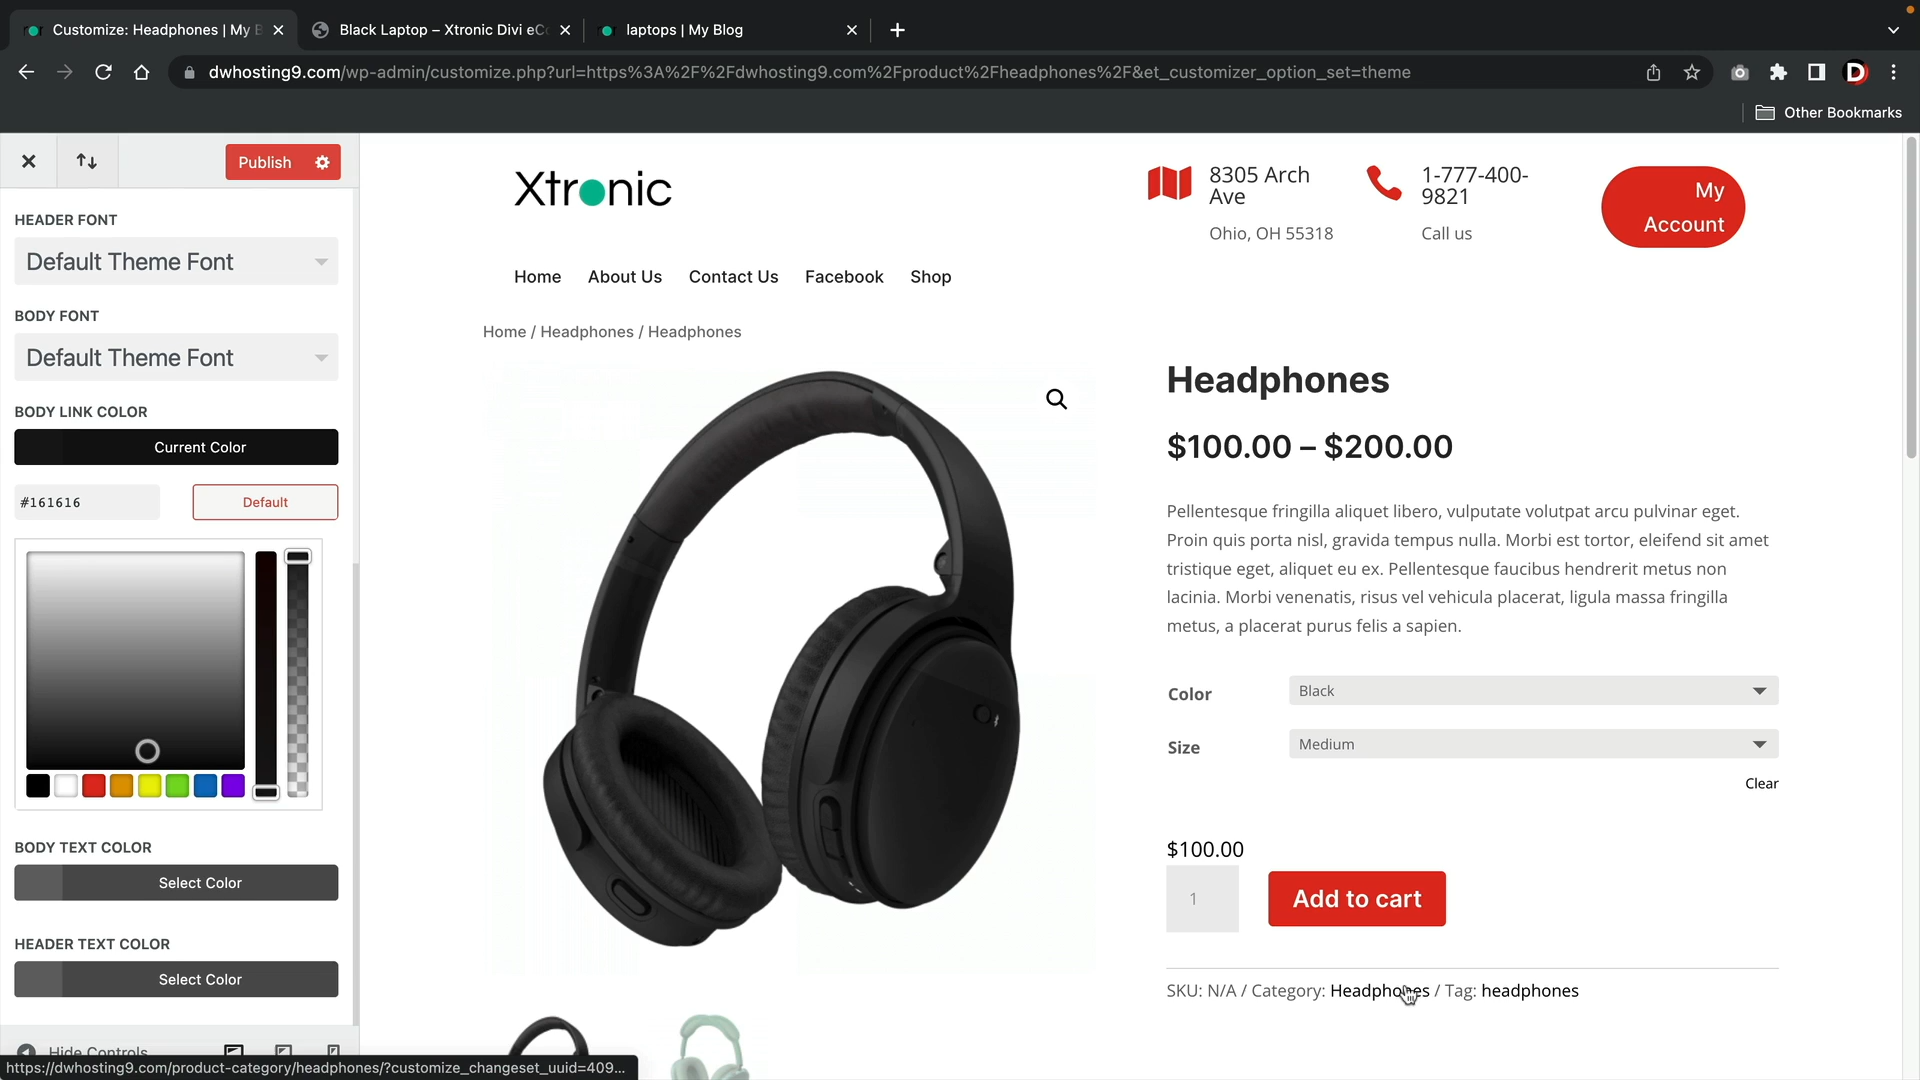 Customize: Headphones | My B
Black Laptop – Xtronic Divi eCo
laptops | My Blog
dwhosting9.com/wp-admin/customize.php?url=https%3A%2F%2Fdwhosting9.com%2Fproduct%2Fheadphones%2F&et_customizer_option_set=theme
D
Other Bookmarks
Publish
HEADER FONT
Default Theme Font
BODY FONT
Default Theme Font
BODY LINK COLOR
Current Color
#161616
Default
BODY TEXT COLOR
Select Color
HEADER TEXT COLOR
Select Color
Hide Controls
https://dwhosting9.com/product-category/headphones/?customize_changeset_uuid=409...
Xtronic
8305 Arch
Ave
Ohio, OH 55318
1-777-400-
9821
Call us
My
Account
Home About Us Contact Us Facebook Shop
Home / Headphones / Headphones
Headphones
$100.00 – $200.00
Pellentesque fringilla aliquet libero, vulputate volutpat arcu pulvinar eget.
Proin quis porta nisl, gravida tempus nulla. Morbi est tortor, eleifend sit amet
tristique eget, aliquet eu ex. Pellentesque faucibus hendrerit metus non
lacinia. Morbi venenatis, risus vel vehicula placerat, ligula massa fringilla
metus, a placerat purus felis a sapien.
Color
Black
Size
Medium
Clear
$100.00
1
Add to cart
SKU: N/A / Category: Headphones / Tag: headphones